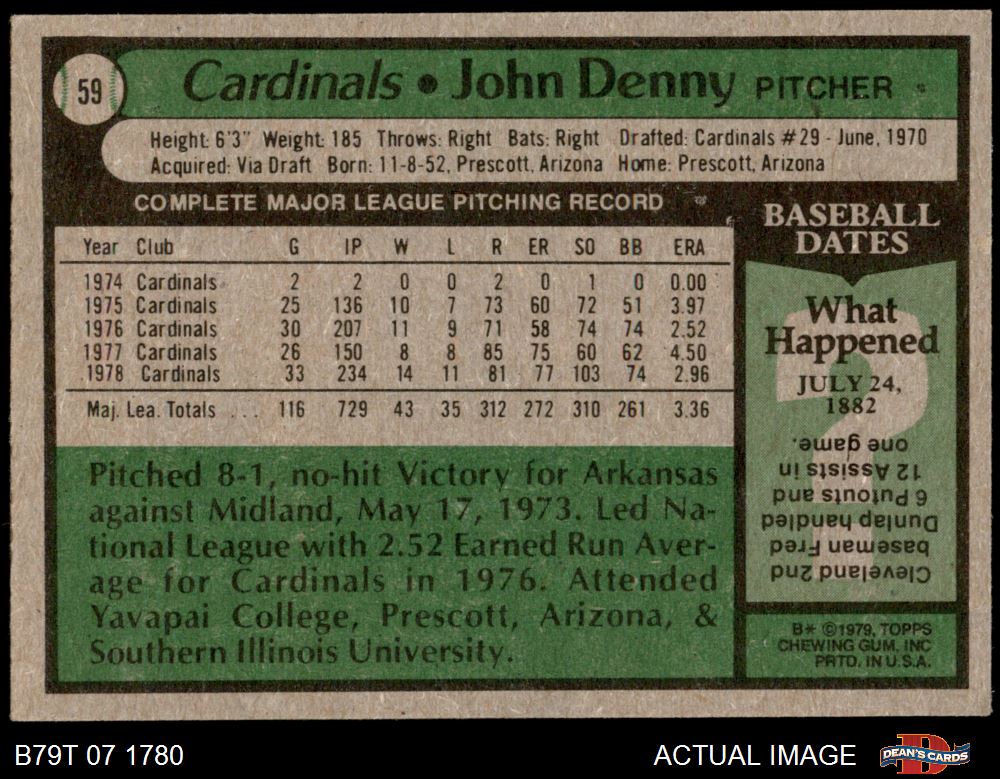 59
Cardinals • John Denny PITCHER
Height: 6'3" Weight: 185 Throws: Right Bats: Right Drafted: Cardinals #29 - June, 1970
Acquired: Via Draft Born: 11-8-52, Prescott, Arizona Home: Prescott, Arizona
COMPLETE MAJOR LEAGUE PITCHING RECORD
Year Club G IP W L R ER SO BB ERA
1974 Cardinals 2 2 0 0 2 0 1 0 0.00
1975 Cardinals 25 136 10 7 73 60 72 51 3.97
1976 Cardinals 30 207 11 9 71 58 74 74 2.52
1977 Cardinals 26 150 8 8 85 75 60 62 4.50
1978 Cardinals 33 234 14 11 81 77 103 74 2.96
Maj. Lea. Totals ... 116 729 43 35 312 272 310 261 3.36
Pitched 8-1, no-hit Victory for Arkansas
against Midland, May 17, 1973. Led Na-
tional League with 2.52 Earned Run Aver-
age for Cardinals in 1976. Attended
Yavapai College, Prescott, Arizona, &
Southern Illinois University.
BASEBALL
DATES
What
Happened
JULY 24,
1882
?
Cleveland 2nd
baseman Fred
Dunlap handled
6 Putouts and
12 Assists in
one game.
B* ©1979, TOPPS
CHEWING GUM, INC
PRTD. IN U.S.A.
B79T 07 1780
ACTUAL IMAGE
D
DEAN'S CARDS